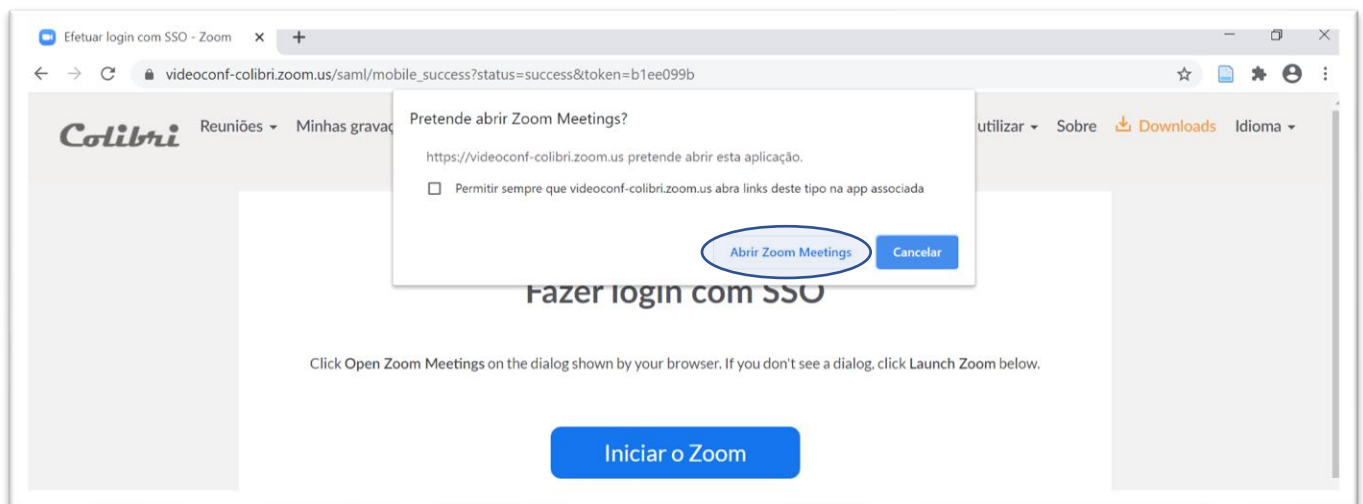 Efetuar login com SSO - Zoom
videoconf-colibri.zoom.us/saml/mobile_success?status=success&token=b1ee099b
Colibri Reuniões Minhas gravaç utilizar Sobre Downloads Idioma
Pretende abrir Zoom Meetings?
https://videoconf-colibri.zoom.us pretende abrir esta aplicação.
Permitir sempre que videoconf-colibri.zoom.us abra links deste tipo na app associada
Abrir Zoom Meetings Cancelar
Fazer login com SSO
Click Open Zoom Meetings on the dialog shown by your browser. If you don't see a dialog, click Launch Zoom below.
Iniciar o Zoom